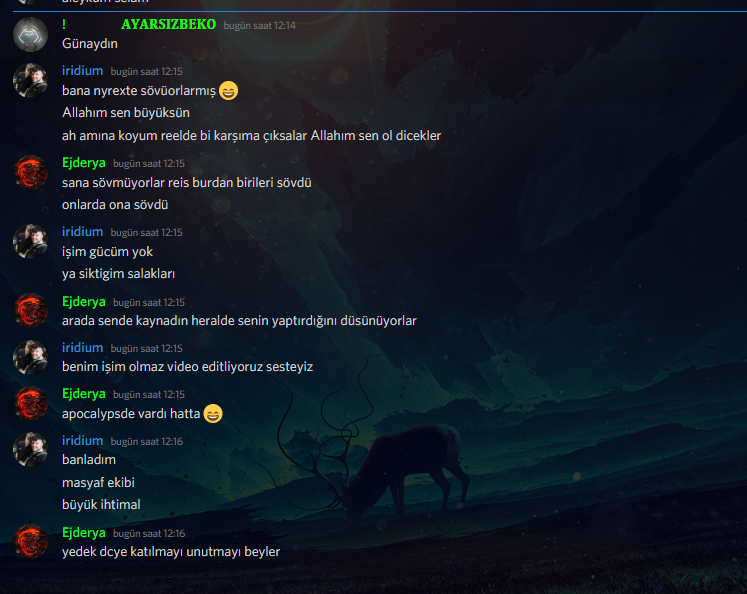 aleyküm selam
! AYARSIZBEKO bugün saat 12:14
Günaydın
iridium bugün saat 12:15
bana nyrexte sövüorlarmış 😄
Allahım sen büyüksün
ah amına koyum reelde bi karşıma çıksalar Allahım sen ol dicekler
Ejderya bugün saat 12:15
sana sövmüyorlar reis burdan birileri sövdü
onlarda ona sövdü
iridium bugün saat 12:15
işim gücüm yok
ya siktigim salakları
Ejderya bugün saat 12:15
arada sende kaynadın heralde senin yaptırdığını düsünüyorlar
iridium bugün saat 12:15
benim işim olmaz video editliyoruz sesteyiz
Ejderya bugün saat 12:15
apocalypsde vardı hatta 😄
iridium bugün saat 12:16
banladım
masyaf ekibi
büyük ihtimal
Ejderya bugün saat 12:16
yedek dcye katılmayı unutmayı beyler